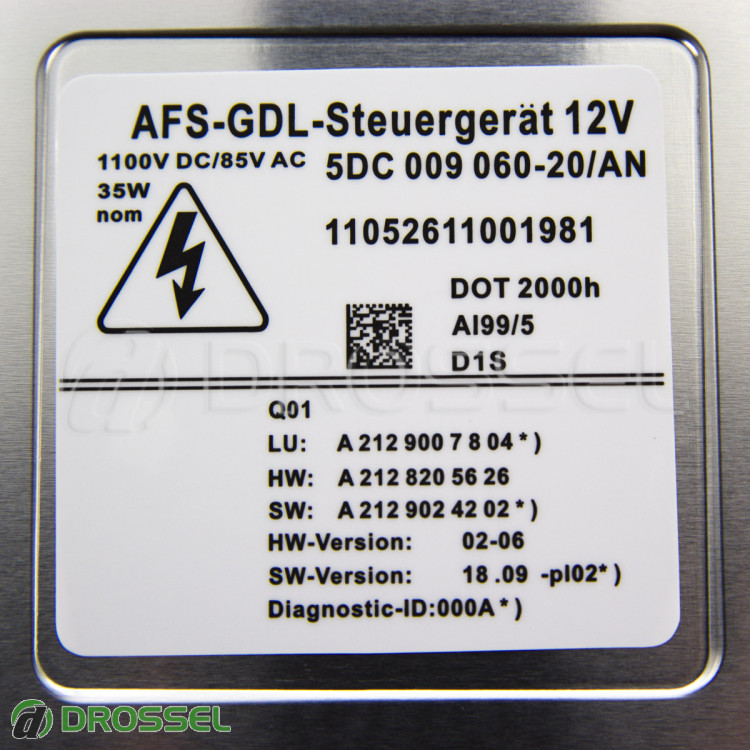 AFS-GDL-Steuergerät 12V
1100V DC/85V AC 5DC 009 060-20/AN
35W
nom
11052611001981
DOT 2000h
AI99/5
D1S
DROSSEL
Q01
LU: A 212 900 7 8 04 * )
HW: A 212 820 56 26
SW: A 212 902 42 02 * )
HW-Version: 02-06
SW-Version: 18 .09 -pl02* )
Diagnostic-ID:000A * )
DROSSEL